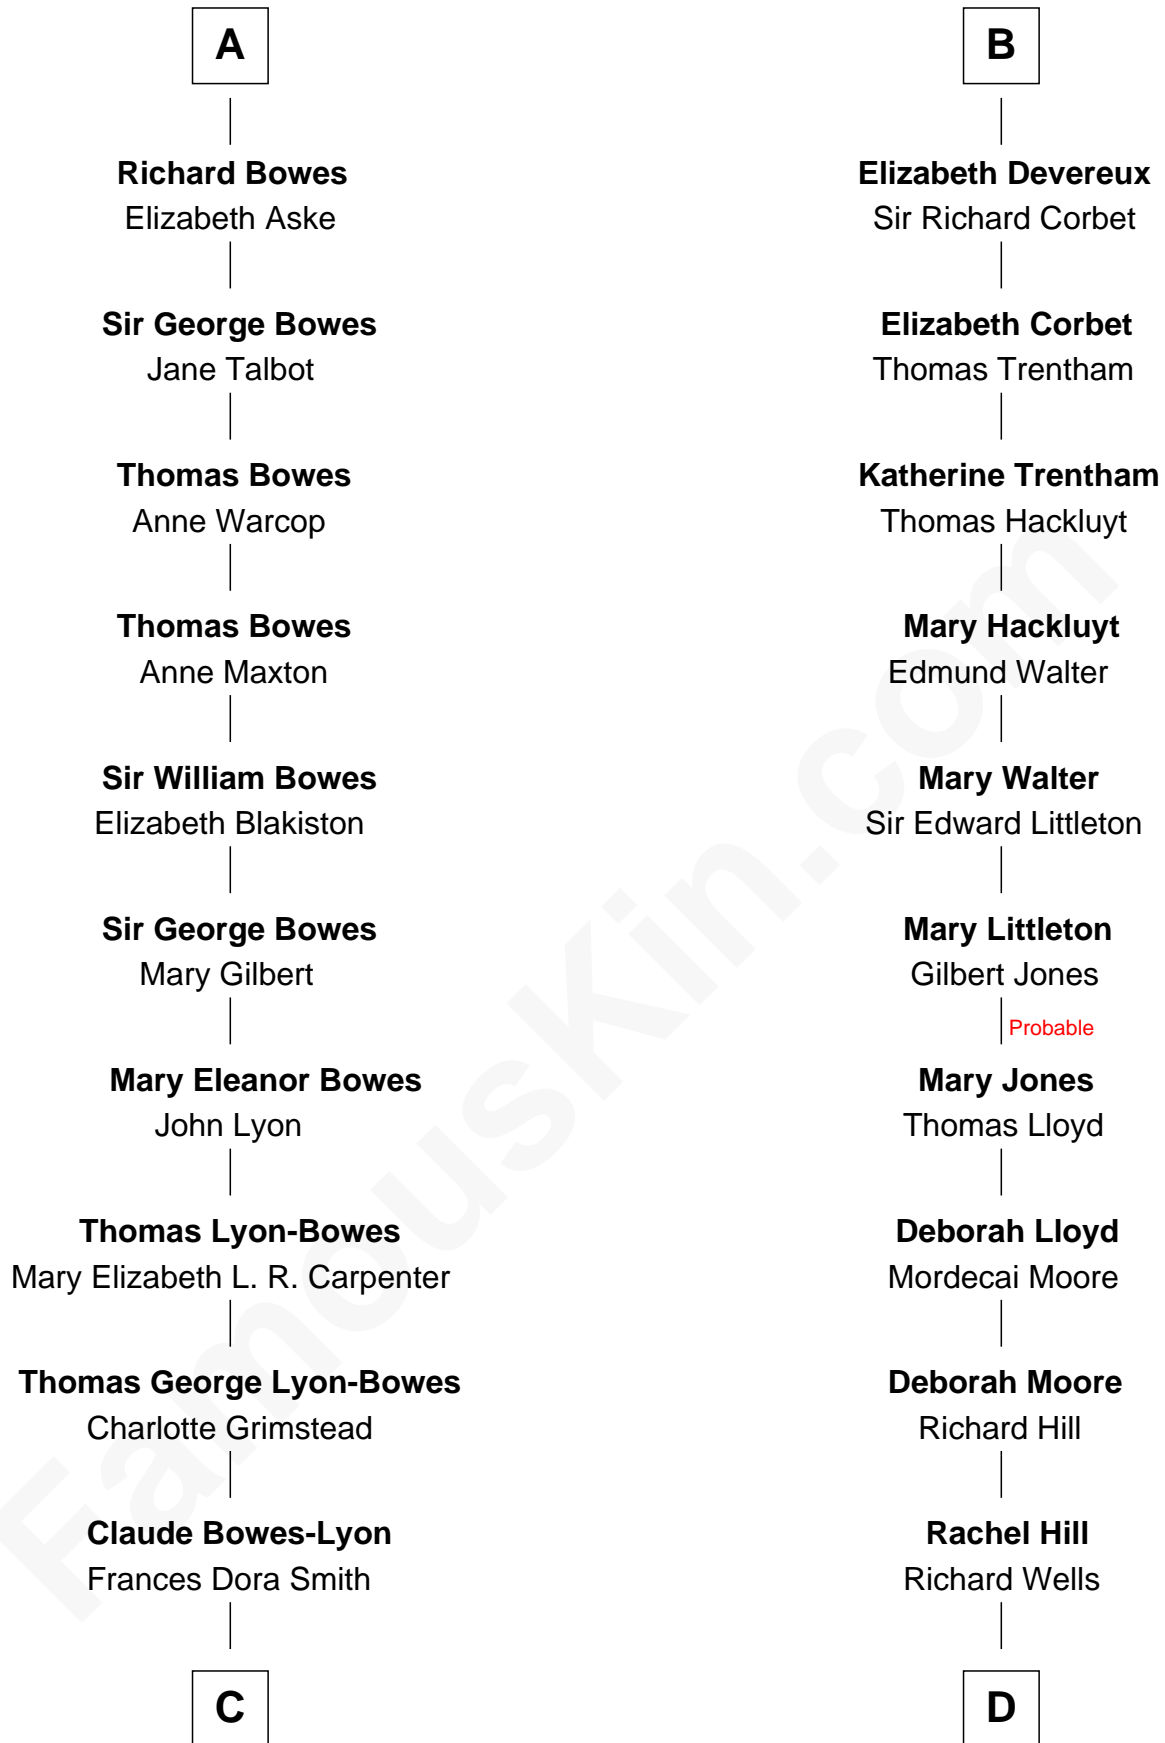 A
Richard Bowes
Elizabeth Aske
Sir George Bowes
Jane Talbot
Thomas Bowes
Anne Warcop
Thomas Bowes
Anne Maxton
Sir William Bowes
Elizabeth Blakiston
Sir George Bowes
Mary Gilbert
Mary Eleanor Bowes
John Lyon
Thomas Lyon-Bowes
Mary Elizabeth L. R. Carpenter
Thomas George Lyon-Bowes
Charlotte Grimstead
Claude Bowes-Lyon
Frances Dora Smith
C
B
Elizabeth Devereux
Sir Richard Corbet
Elizabeth Corbet
Thomas Trentham
Katherine Trentham
Thomas Hackluyt
Mary Hackluyt
Edmund Walter
Mary Walter
Sir Edward Littleton
Mary Littleton
Gilbert Jones
Probable
Mary Jones
Thomas Lloyd
Deborah Lloyd
Mordecai Moore
Deborah Moore
Richard Hill
Rachel Hill
Richard Wells
D
FamousKin.com